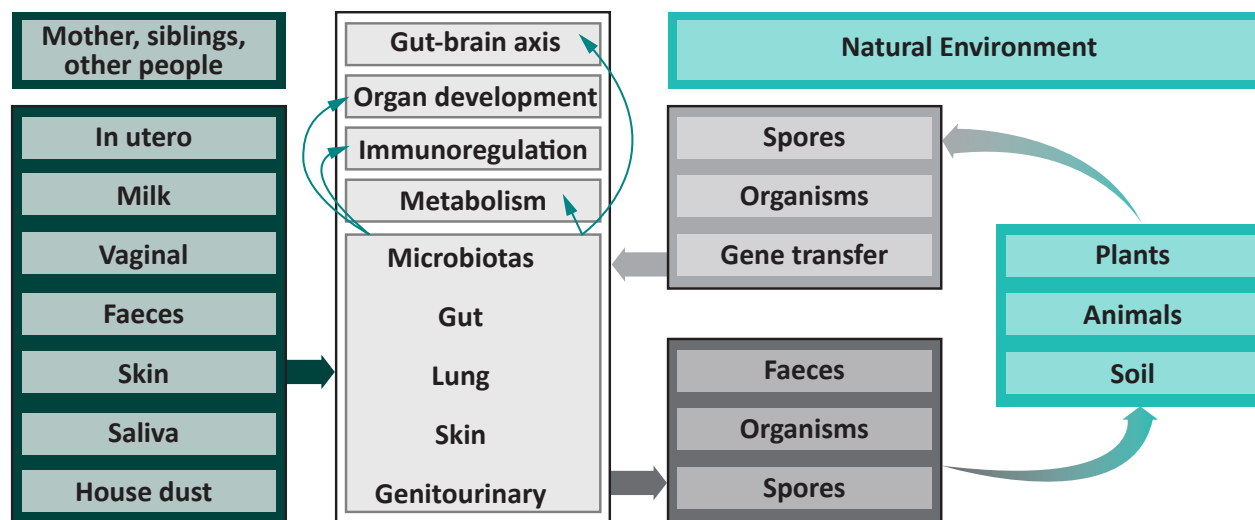 Mother, siblings,
other people
In utero
Milk
Vaginal
Faeces
Skin
Saliva
House dust
Gut-brain axis
Organ development
Immunoregulation
Metabolism
Microbiotas
Gut
Lung
Skin
Genitourinary
Natural Environment
Spores
Organisms
Gene transfer
Faeces
Organisms
Spores
Plants
Animals
Soil